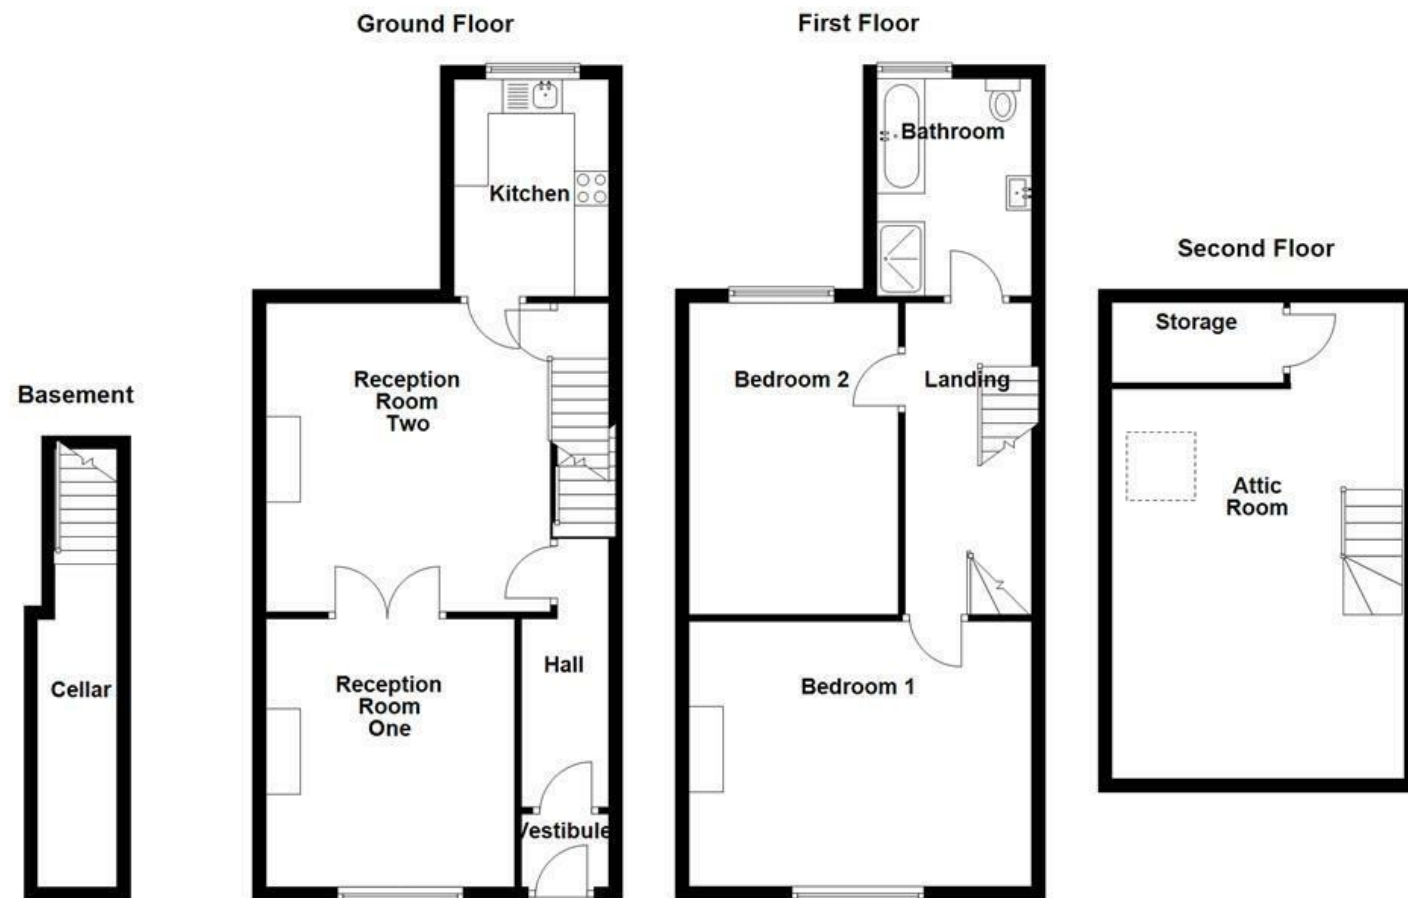 Basement
Cellar
Ground Floor
Kitchen
Reception
Room
Two
Reception
Room
One
Hall
Vestibule
First Floor
Bathroom
Bedroom 2
Landing
Bedroom 1
Second Floor
Storage
Attic
Room